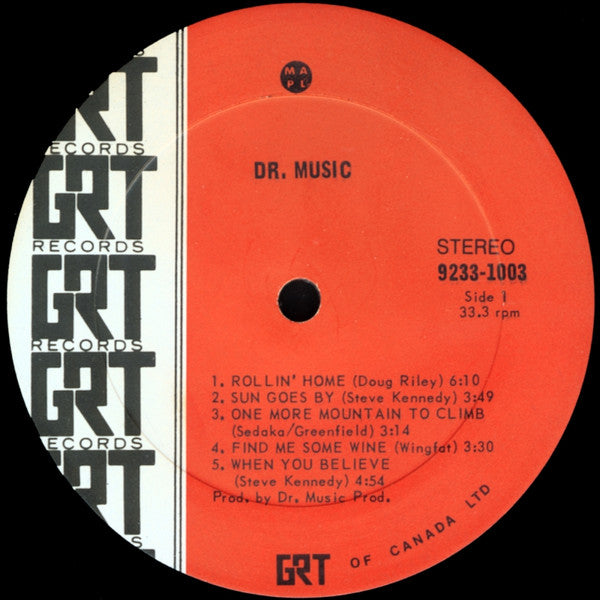 MA
PL
DR. MUSIC
STEREO
9233-1003
Side 1
33.3 rpm
1. ROLLIN' HOME (Doug Riley) 6:10
2. SUN GOES BY (Steve Kennedy) 3:49
3. ONE MORE MOUNTAIN TO CLIMB
(Sedaka/Greenfield) 3:14
4. FIND ME SOME WINE (Wingfat) 3:30
5. WHEN YOU BELIEVE
(Steve Kennedy) 4:54
Prod. by Dr. Music Prod.
GRT OF CANADA LTD
GRT
RECORDS
GRT
RECORDS
GRT
RECORDS
GRT
RECORDS
GRT